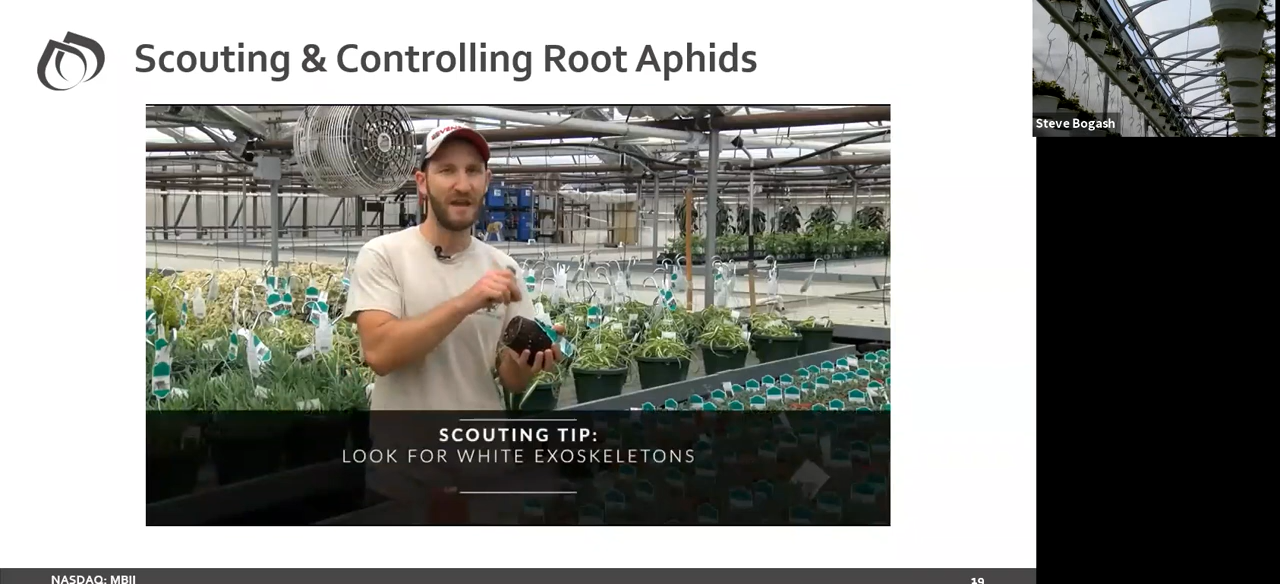 Scouting & Controlling Root Aphids
Steve Bogash
SCOUTING TIP:
LOOK FOR WHITE EXOSKELETONS
NASDAQ: MBII
19